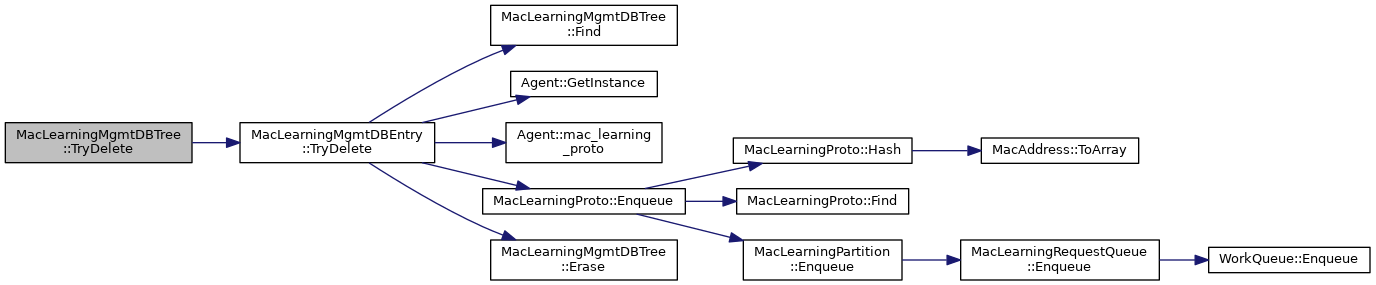 MacLearningMgmtDBTree
::TryDelete
MacLearningMgmtDBEntry
::TryDelete
MacLearningMgmtDBTree
::Find
Agent::GetInstance
Agent::mac_learning
_proto
MacLearningProto::Enqueue
MacLearningMgmtDBTree
::Erase
MacLearningProto::Hash
MacLearningProto::Find
MacLearningPartition
::Enqueue
MacAddress::ToArray
MacLearningRequestQueue
::Enqueue
WorkQueue::Enqueue